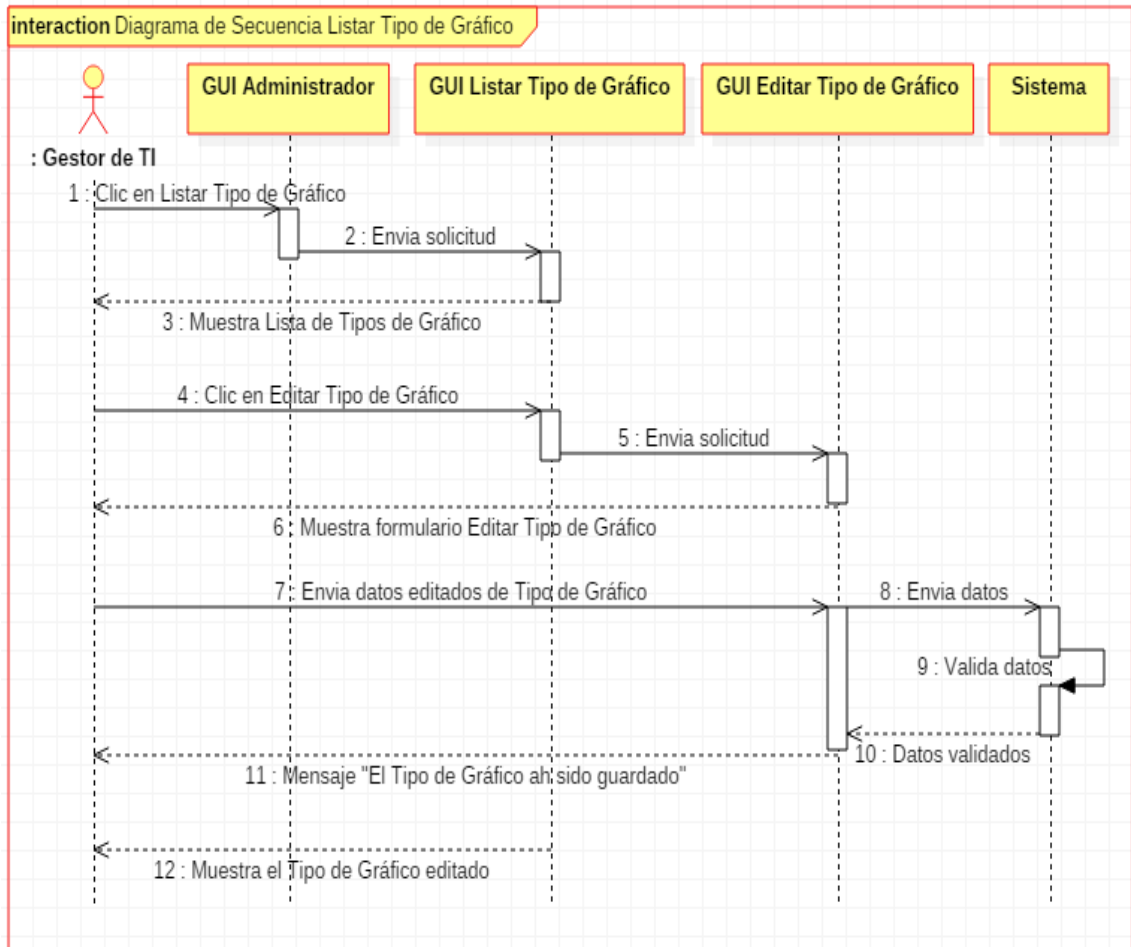 interaction Diagrama de Secuencia Listar Tipo de Gráfico
GUI Administrador
GUI Listar Tipo de Gráfico
GUI Editar Tipo de Gráfico
Sistema
: Gestor de TI
1 : Clic en Listar Tipo de Gráfico
2 : Envia solicitud
3 : Muestra Lista de Tipos de Gráfico
4 : Clic en Editar Tipo de Gráfico
5 : Envia solicitud
6 : Muestra formulario Editar Tipo de Gráfico
7 : Envia datos editados de Tipo de Gráfico
8 : Envia datos
9 : Valida datos
10 : Datos validados
11 : Mensaje "El Tipo de Gráfico ah sido guardado"
12 : Muestra el Tipo de Gráfico editado